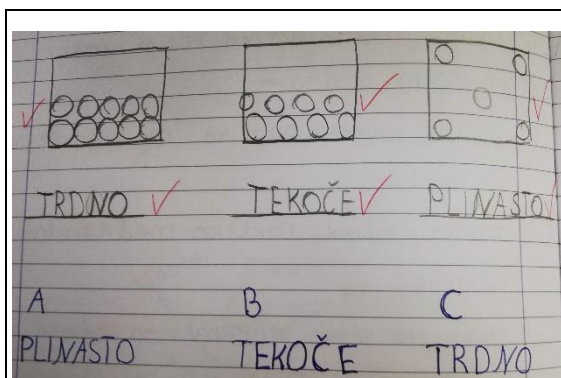 TRDNO TEKOČE PLINASTO
A B C
PLINASTO TEKOČE TRDNO